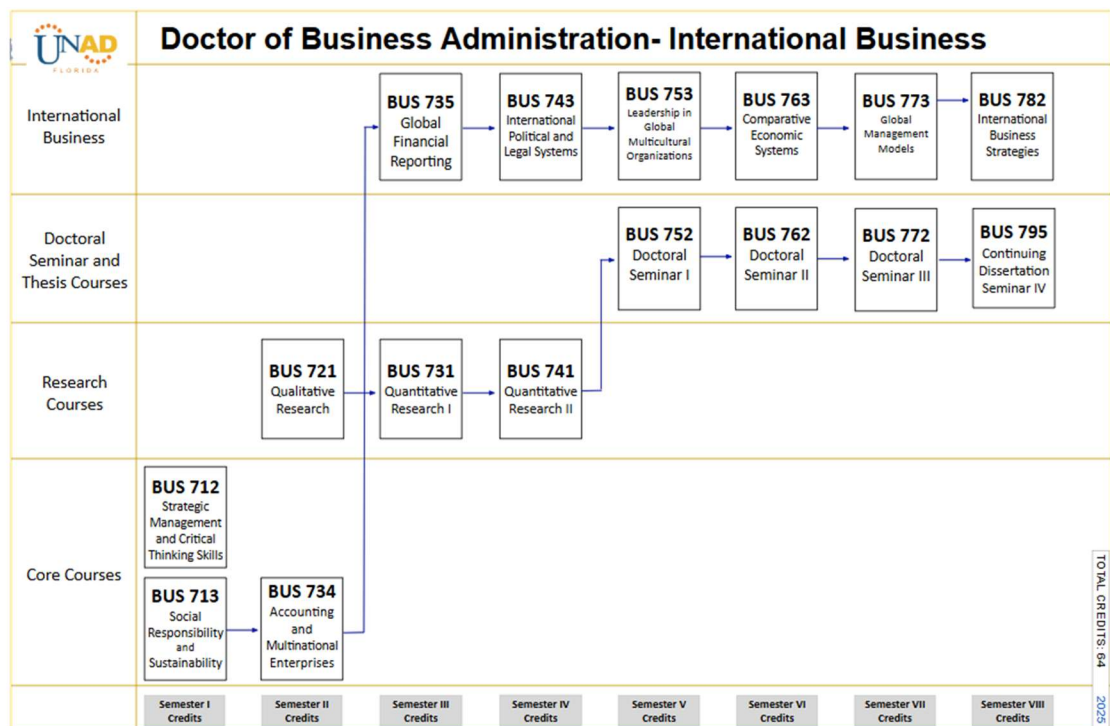 UNAD
FLORIDA
Doctor of Business Administration- International Business
International
Business
BUS 735
Global
Financial
Reporting
BUS 743
International
Political and
Legal Systems
BUS 753
Leadership in
Global
Multicultural
Organizations
BUS 763
Comparative
Economic
Systems
BUS 773
Global
Management
Models
BUS 782
International
Business
Strategies
Doctoral
Seminar and
Thesis Courses
BUS 752
Doctoral
Seminar I
BUS 762
Doctoral
Seminar II
BUS 772
Doctoral
Seminar III
BUS 795
Continuing
Dissertation
Seminar IV
Research
Courses
BUS 721
Qualitative
Research
BUS 731
Quantitative
Research I
BUS 741
Quantitative
Research II
Core Courses
BUS 712
Strategic
Management
and Critical
Thinking Skills
BUS 713
Social
Responsibility
and
Sustainability
BUS 734
Accounting
and
Multinational
Enterprises
TOTAL CREDITS: 64 2025
Semester I
Credits
Semester II
Credits
Semester III
Credits
Semester IV
Credits
Semester V
Credits
Semester VI
Credits
Semester VII
Credits
Semester VIII
Credits